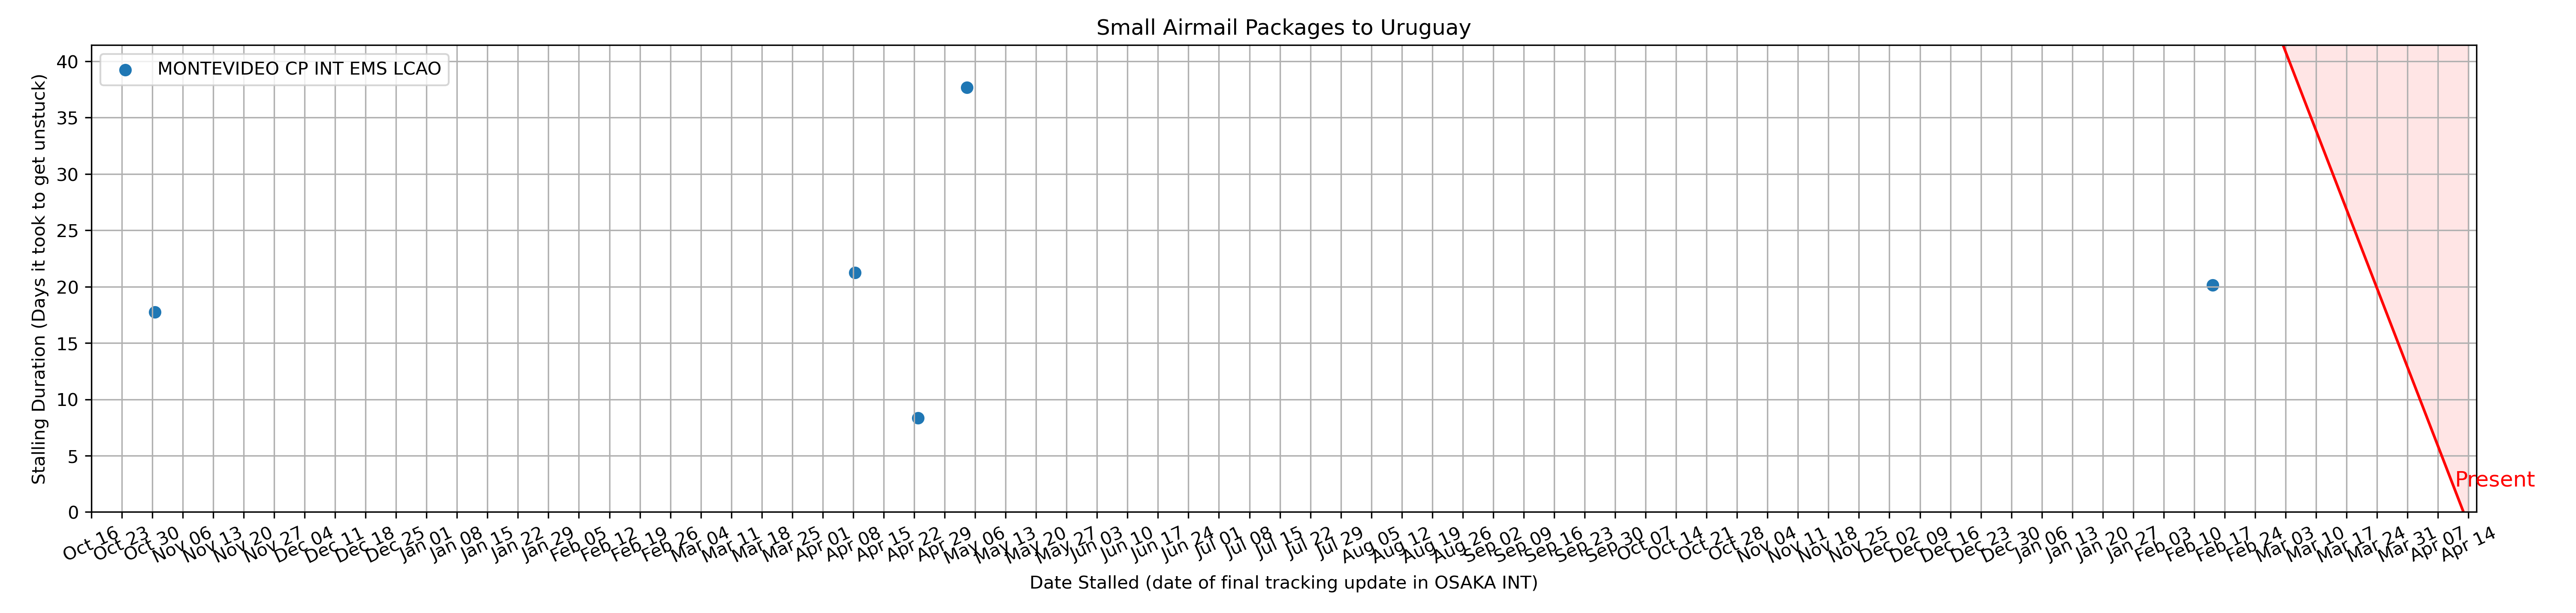 Small Airmail Packages to Uruguay
MONTEVIDEO CP INT EMS LCAO
Stalling Duration (Days it took to get unstuck)
40
35
30
25
20
15
10
5
0
Present
Oct 16 Oct 23 Oct 30 Nov 06 Nov 13 Nov 20 Nov 27 Dec 04 Dec 11 Dec 18 Dec 25 Jan 01 Jan 08 Jan 15 Jan 22 Jan 29 Feb 05 Feb 12 Feb 19 Feb 26 Mar 04 Mar 11 Mar 18 Mar 25 Apr 01 Apr 08 Apr 15 Apr 22 Apr 29 May 06 May 13 May 20 May 27 Jun 03 Jun 10 Jun 17 Jun 24 Jul 01 Jul 08 Jul 15 Jul 22 Jul 29 Aug 05 Aug 12 Aug 19 Aug 26 Sep 02 Sep 09 Sep 16 Sep 23 Sep 30 Oct 07 Oct 14 Oct 21 Oct 28 Nov 04 Nov 11 Nov 18 Nov 25 Dec 02 Dec 09 Dec 16 Dec 23 Dec 30 Jan 06 Jan 13 Jan 20 Jan 27 Feb 03 Feb 10 Feb 17 Feb 24 Mar 03 Mar 10 Mar 17 Mar 24 Mar 31 Apr 07 Apr 14
Date Stalled (date of final tracking update in OSAKA INT)